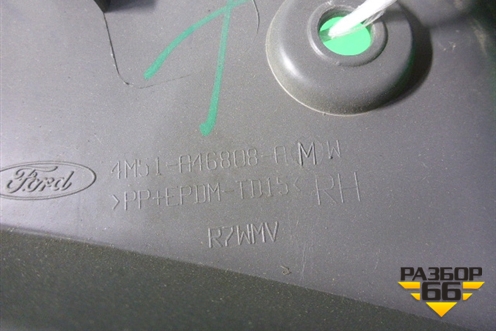 Ford
4M51-A46808-A M W
>PP+EPDM-TD15< RH
R7WMV
РАЗБОР
66